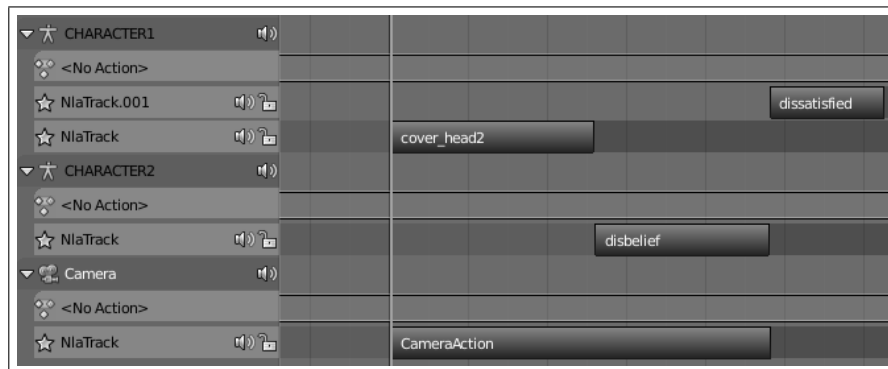 CHARACTER1
<No Action>
NlaTrack.001 dissatisfied
NlaTrack cover_head2
CHARACTER2
<No Action>
NlaTrack disbelief
Camera
<No Action>
NlaTrack CameraAction